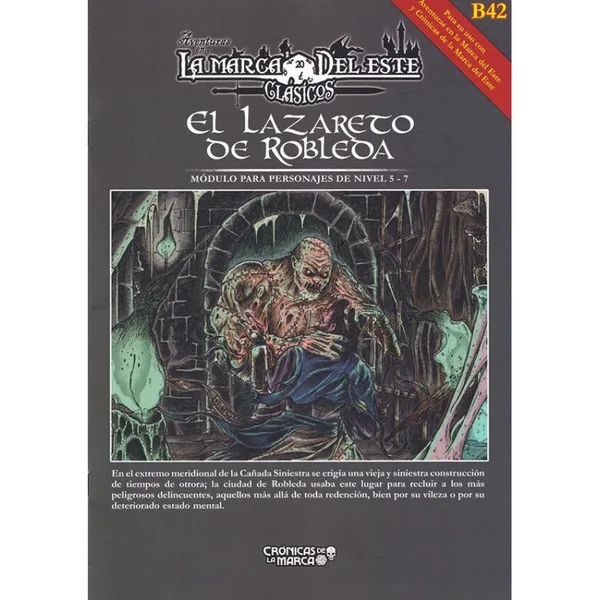 B42
Para su uso con
Aventuras en la Marca del Este
y Crónicas de la Marca del Este
Aventuras
en
LA MARCA DEL ESTE
20
CLÁSICOS
EL LAZARETO
DE ROBLEDA
MÓDULO PARA PERSONAJES DE NIVEL 5 - 7
En el extremo meridional de la Cañada Siniestra se erigía una vieja y siniestra construcción
de tiempos de otrora; la ciudad de Robleda usaba este lugar para recluir a los más
peligrosos delincuentes, aquellos más allá de toda redención, bien por su vileza o por su
deteriorado estado mental.
CRÓNICAS DE
LA MARCA